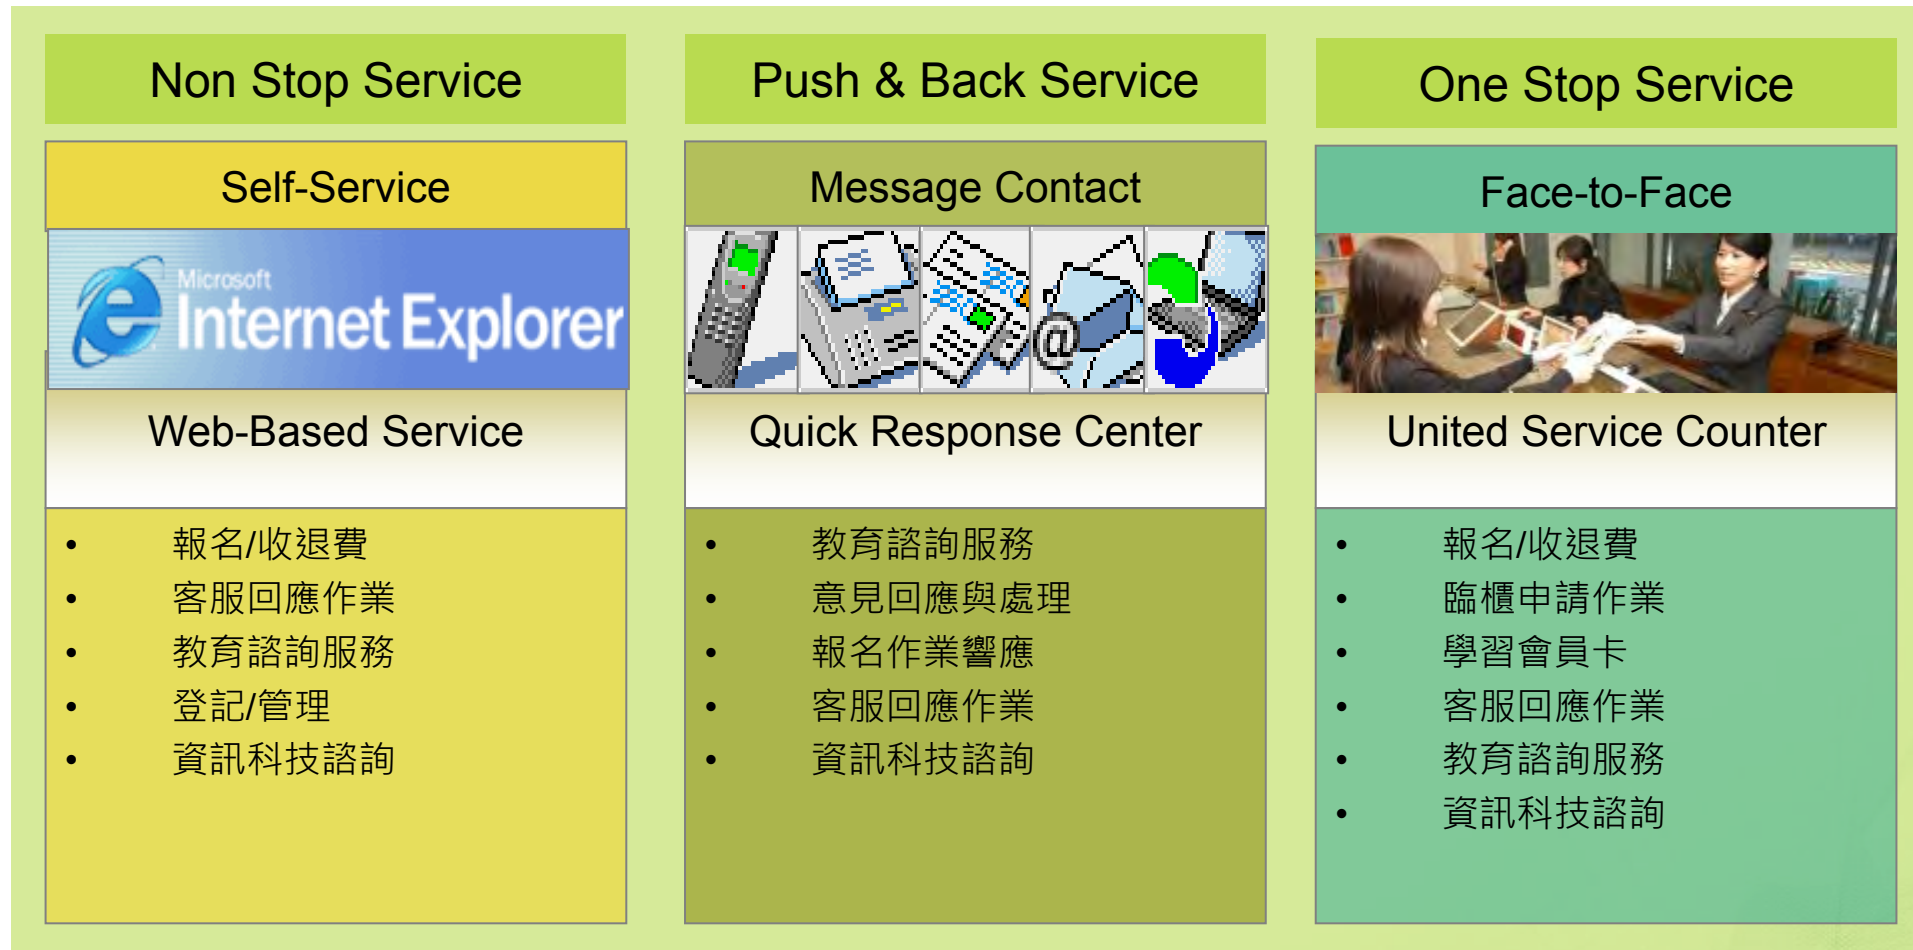 Non Stop Service
Self-Service
Microsoft
Internet Explorer
Web-Based Service
• 報名/收退費
• 客服回應作業
• 教育諮詢服務
• 登記/管理
• 資訊科技諮詢
Push & Back Service
Message Contact
@
Quick Response Center
• 教育諮詢服務
• 意見回應與處理
• 報名作業響應
• 客服回應作業
• 資訊科技諮詢
One Stop Service
Face-to-Face
United Service Counter
• 報名/收退費
• 臨櫃申請作業
• 學習會員卡
• 客服回應作業
• 教育諮詢服務
• 資訊科技諮詢